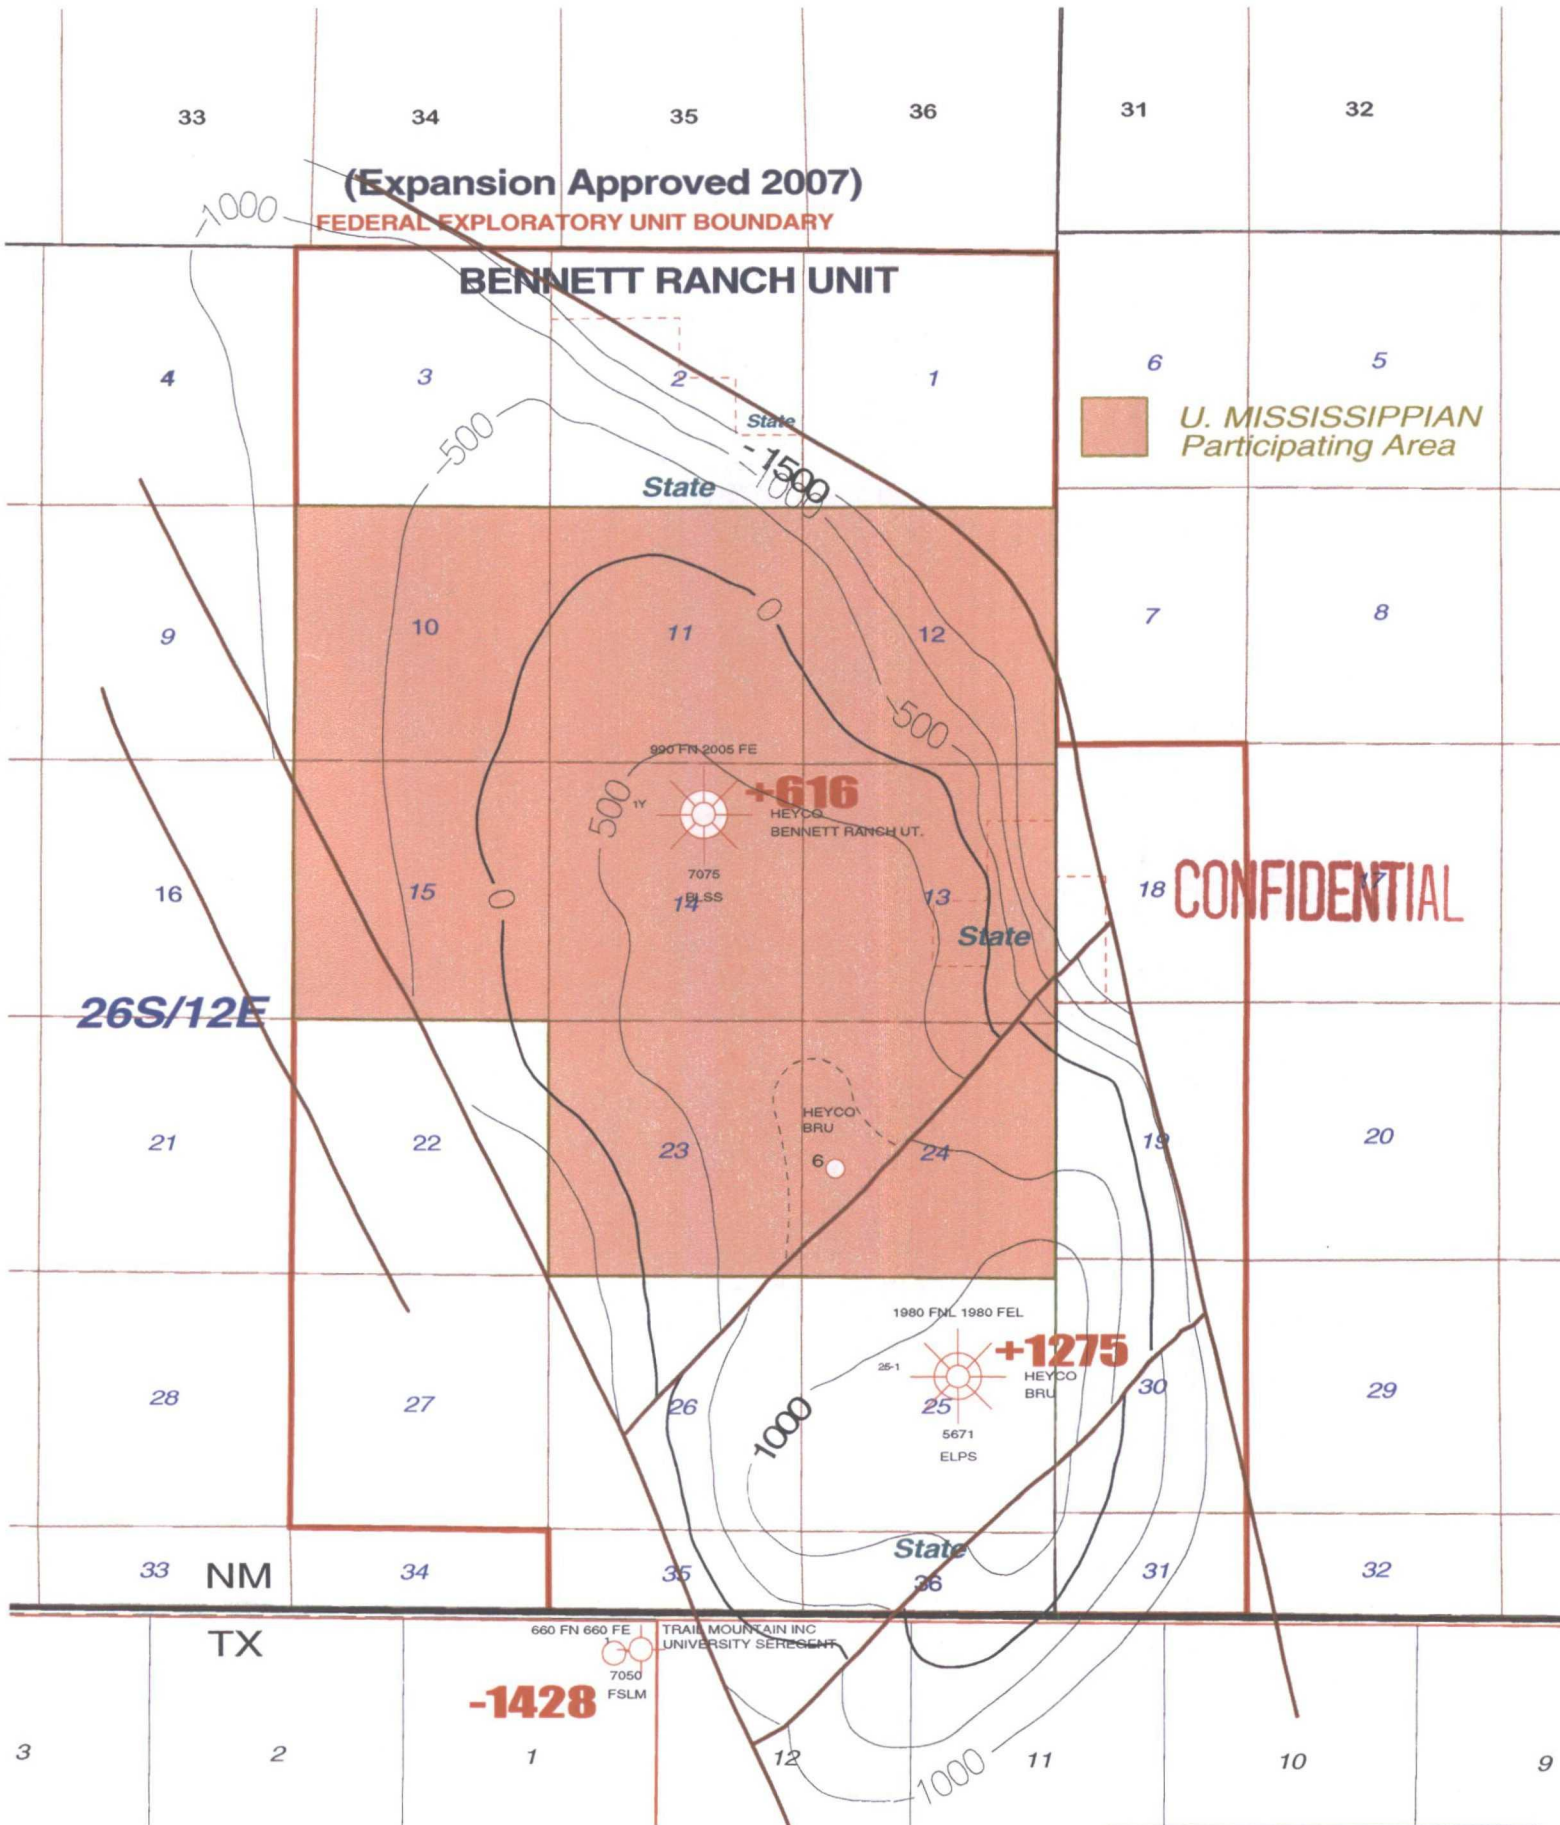 33 34 35 36 31 32
(Expansion Approved 2007)
-1000
FEDERAL EXPLORATORY UNIT BOUNDARY
BENNETT RANCH UNIT
4 3 2 1 6 5
State
U. MISSISSIPPIAN
Participating Area
-500
-1500
-1000
State
9 10 11 12 7 8
0
-500
990 FN 2005 FE
+616
500
1Y
HEYCO
BENNETT RANCH UT.
7075
BLSS
16 15 14 13 18 17
0
CONFIDENTIAL
State
26S/12E
HEYCO
BRU
6
21 22 23 24 19 20
1980 FNL 1980 FEL
+1275
25-1
HEYCO
BRU
28 27 26 25 30 29
1000
5671
ELPS
State
33 34 35 36 31 32
NM
TX
660 FN 660 FE
1
TRAIL MOUNTAIN INC
UNIVERSITY SEREGENT
7050
FSLM
-1428
3 2 1 12 11 10 9
-1000